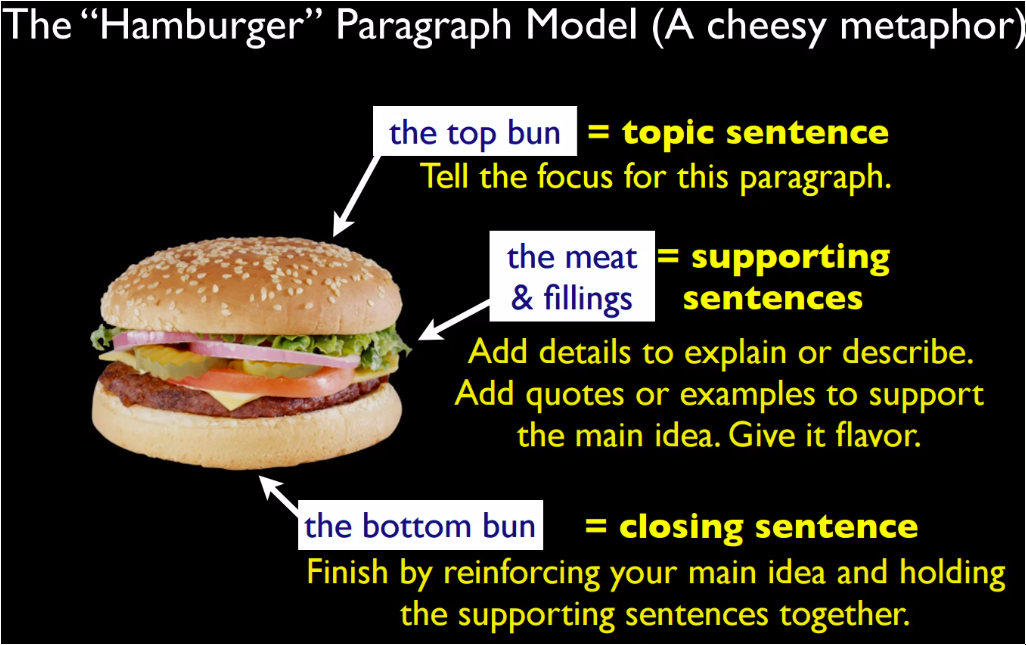 The “Hamburger” Paragraph Model (A cheesy metaphor)
the top bun = topic sentence
Tell the focus for this paragraph.
the meat = supporting
& fillings sentences
Add details to explain or describe.
Add quotes or examples to support
the main idea. Give it flavor.
the bottom bun = closing sentence
Finish by reinforcing your main idea and holding
the supporting sentences together.